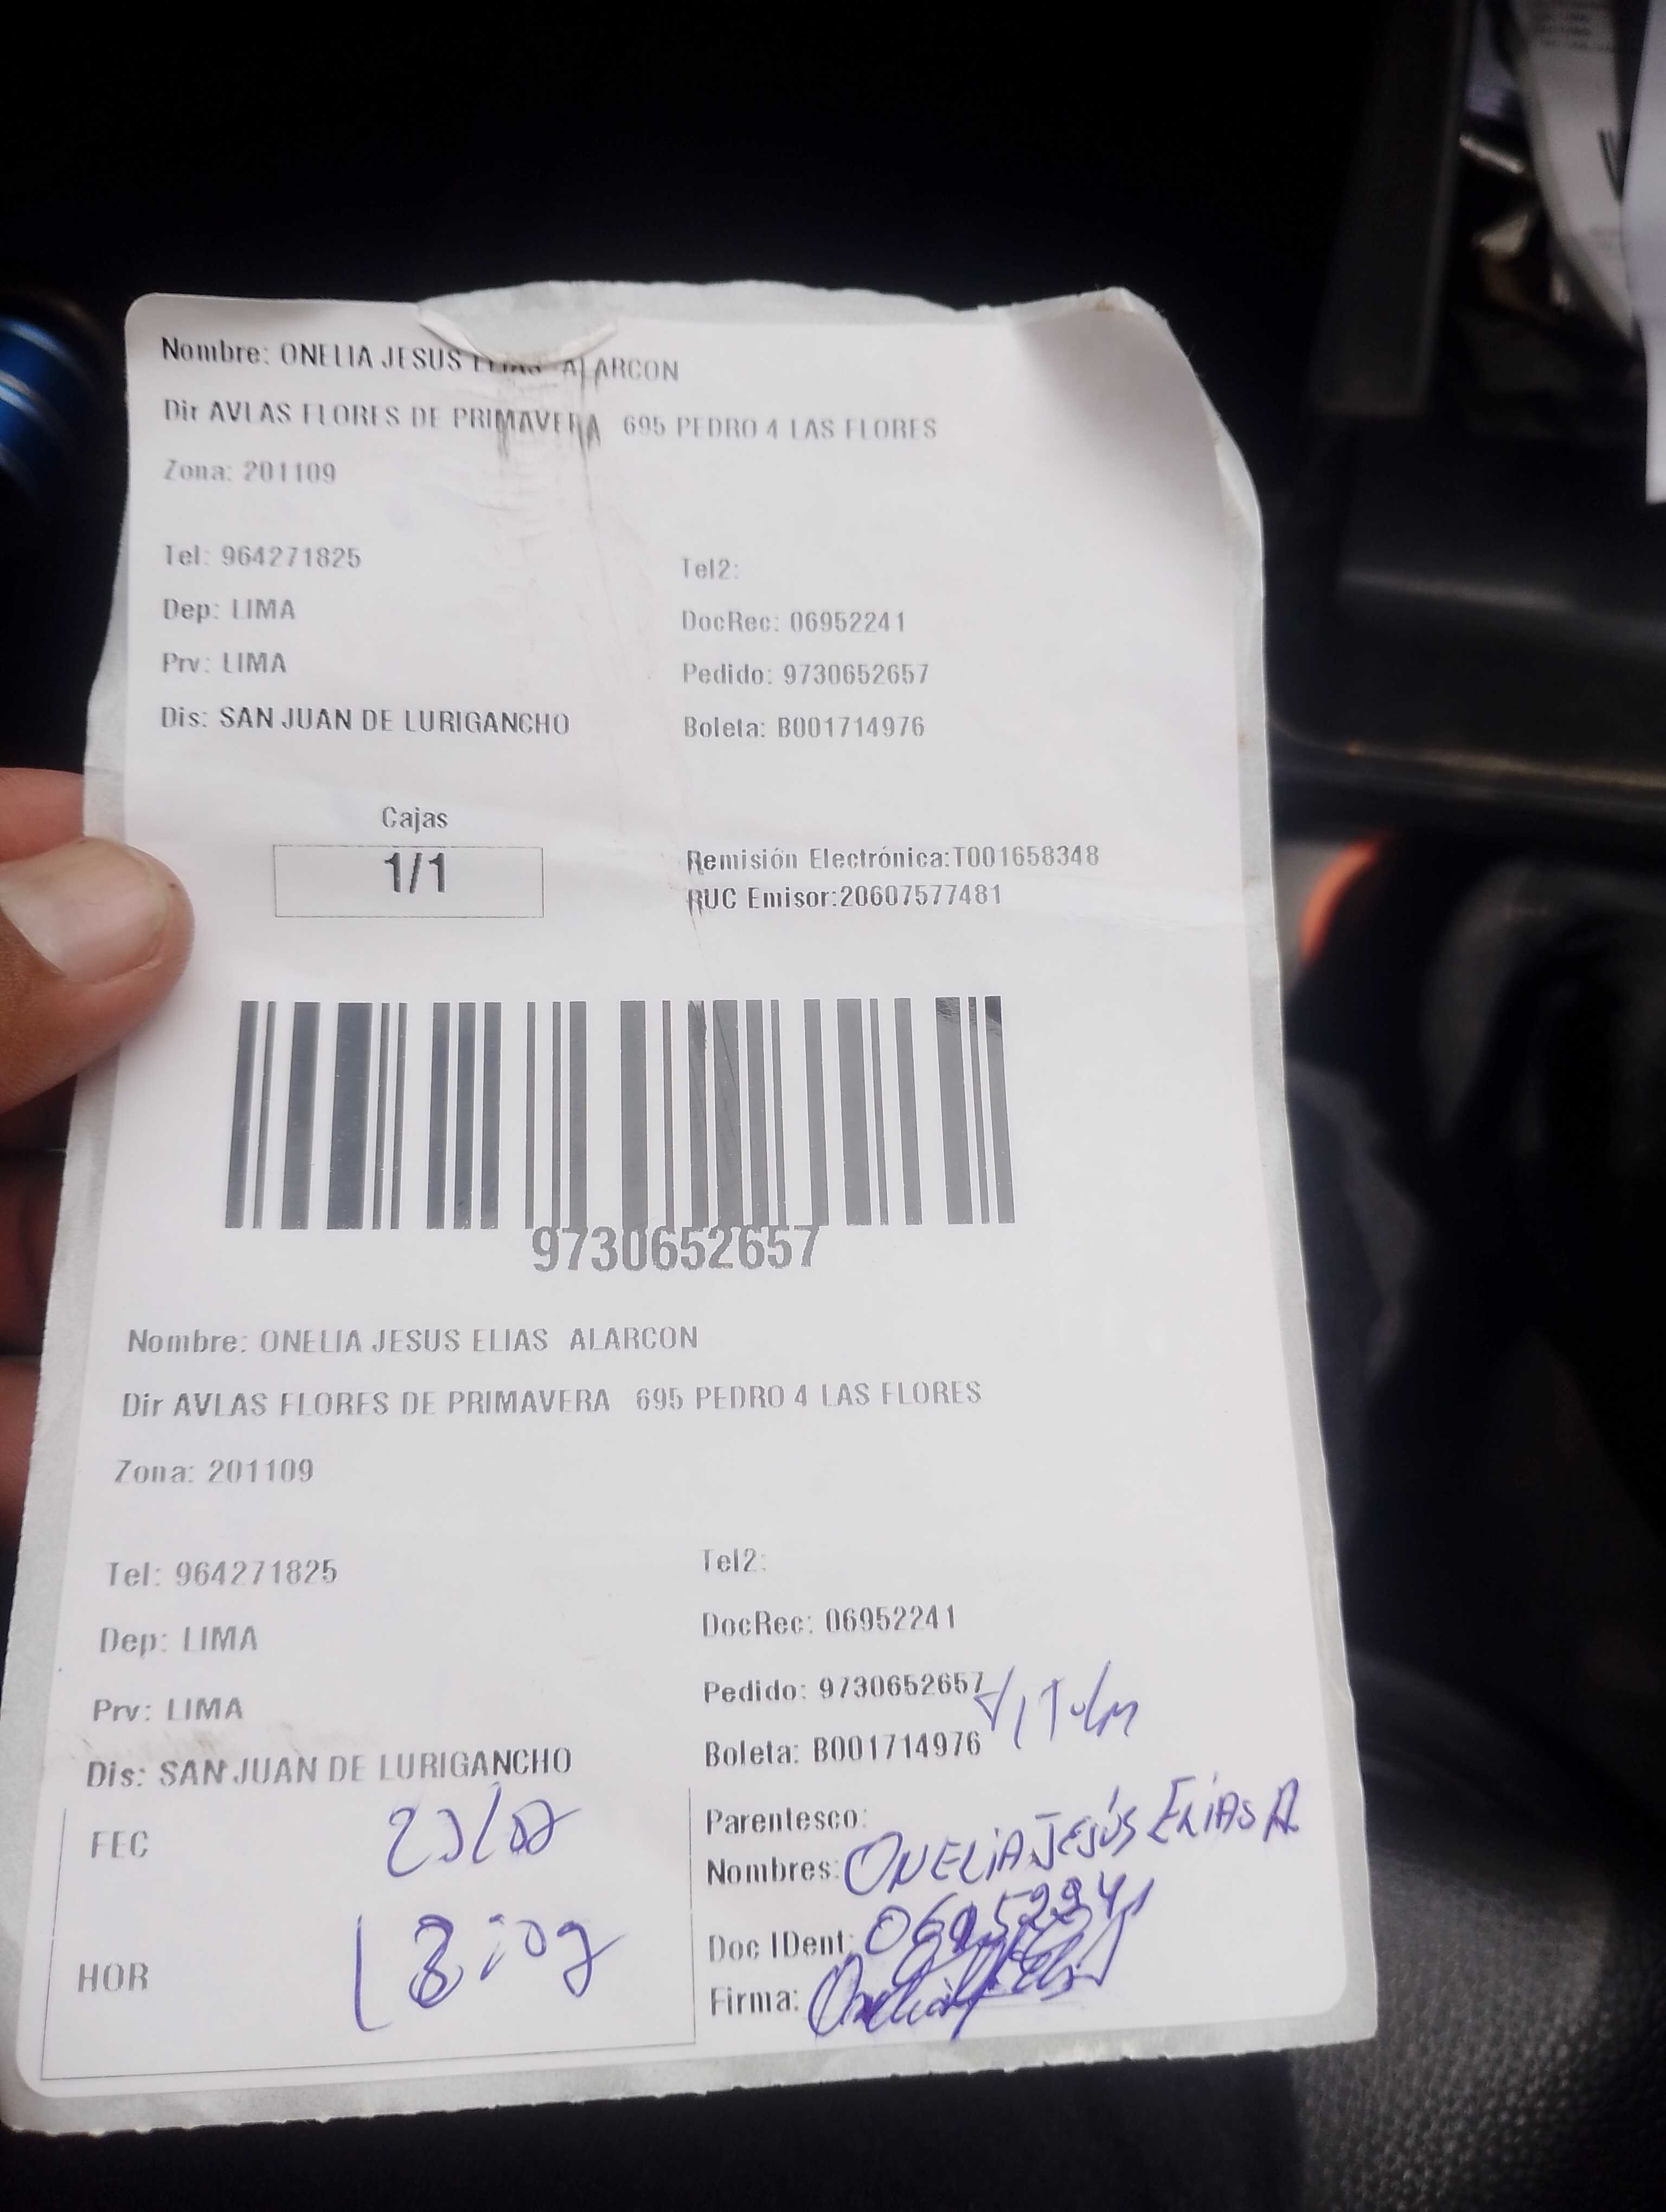 Nombre: ONELIA JESUS ELIAS ALARCON
Dir AVLAS FLORES DE PRIMAVERA 695 PEDRO 4 LAS FLORES
Zona: 201109
Tel: 964271825 Tel2:
Dep: LIMA DocRec: 06952241
Prv: LIMA Pedido: 9730652657
Dis: SAN JUAN DE LURIGANCHO Boleta: B001714976
Cajas
1/1
Remisión Electrónica:T001658348
RUC Emisor:20607577481
9730652657
Nombre: ONELIA JESUS ELIAS ALARCON
Dir AVLAS FLORES DE PRIMAVERA 695 PEDRO 4 LAS FLORES
Zona: 201109
Tel: 964271825 Tel2:
Dep: LIMA DocRec: 06952241
Prv: LIMA Pedido: 9730652657
Dis: SAN JUAN DE LURIGANCHO Boleta: B001714976
FEC
Parentesco:
Nombres: ONELIA JESÚS ELIAS A
HOR
Doc IDent: 06952241
Firma: